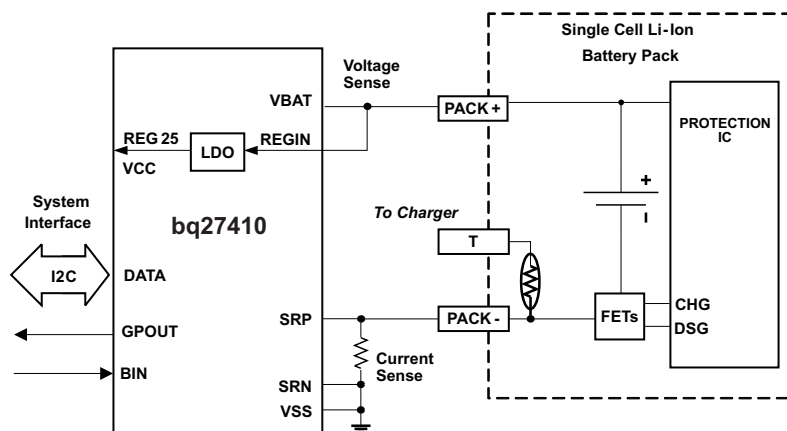 Single Cell Li-Ion
Battery Pack
Voltage
Sense
VBAT
PACK +
PROTECTION
IC
REG 25
LDO
REGIN
VCC
+
System
Interface
bq27410
To Charger
T
I2C
DATA
SRP
PACK -
FETs
CHG
DSG
GPOUT
BIN
Current
Sense
SRN
VSS